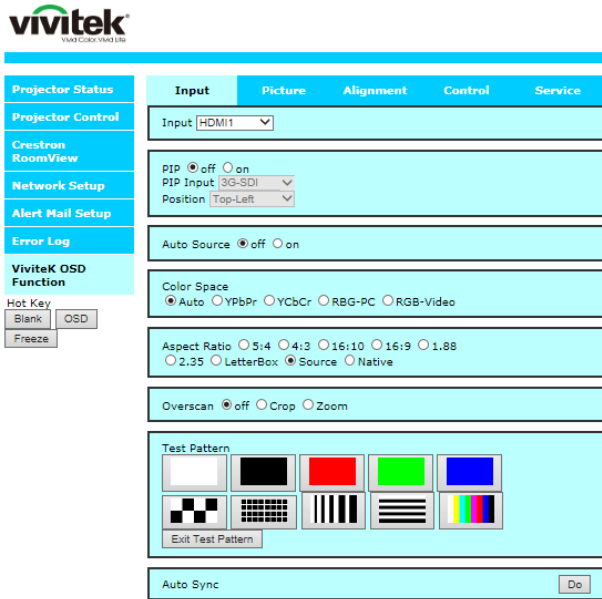 vivitek
Vivid Color, Vivid Life
Projector Status
Projector Control
Crestron
RoomView
Network Setup
Alert Mail Setup
Error Log
ViviteK OSD
Function
Hot Key
Blank OSD
Freeze
Input Picture Alignment Control Service
Input HDMI1
PIP off on
PIP Input 3G-SDI
Position Top-Left
Auto Source off on
Color Space
Auto YPbPr YCbCr RBG-PC RGB-Video
Aspect Ratio 5:4 4:3 16:10 16:9 1.88
2.35 LetterBox Source Native
Overscan off Crop Zoom
Test Pattern
Exit Test Pattern
Auto Sync Do